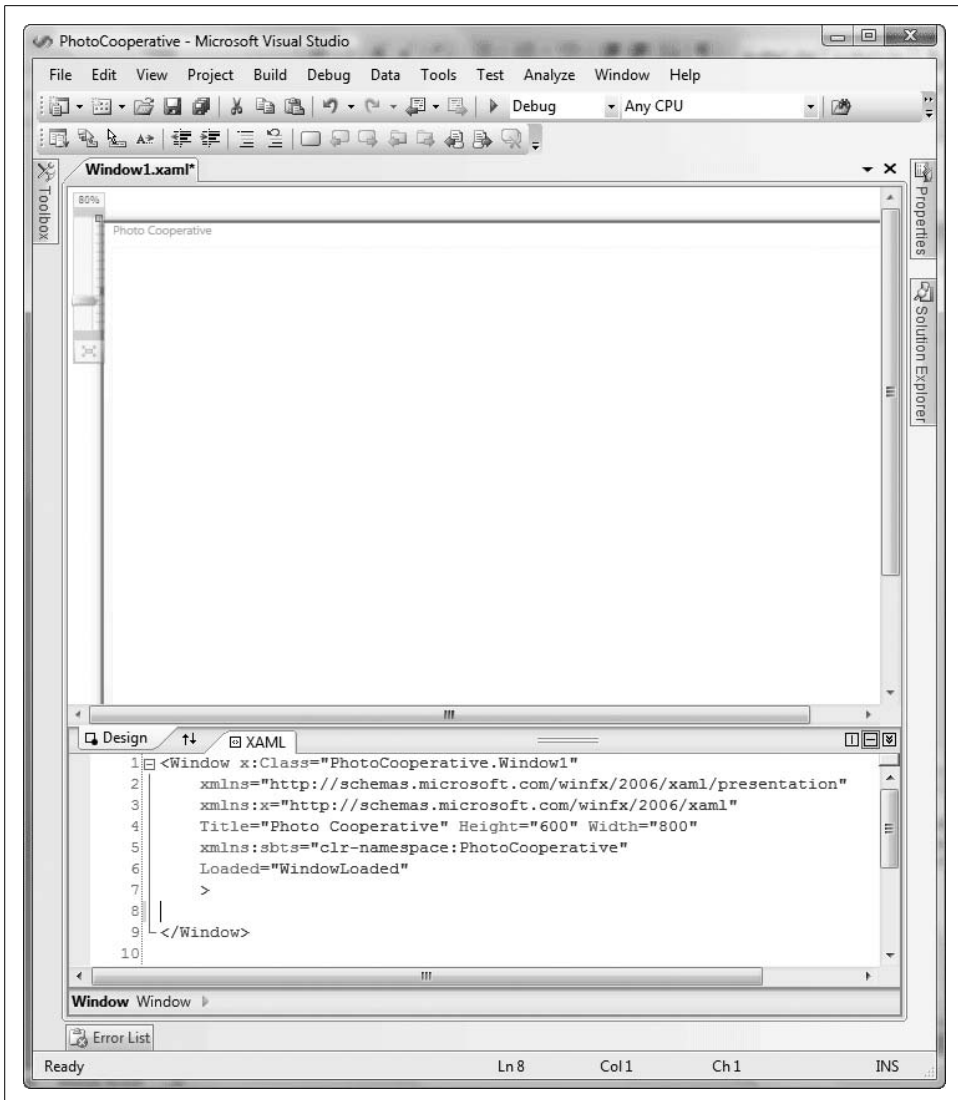 PhotoCooperative - Microsoft Visual Studio
File Edit View Project Build Debug Data Tools Test Analyze Window Help
Debug Any CPU
Toolbox
Window1.xaml*
Properties
Solution Explorer
80%
Photo Cooperative
Design XAML
1 <Window x:Class="PhotoCooperative.Window1"
2 xmlns="http://schemas.microsoft.com/winfx/2006/xaml/presentation"
3 xmlns:x="http://schemas.microsoft.com/winfx/2006/xaml"
4 Title="Photo Cooperative" Height="600" Width="800"
5 xmlns:sbts="clr-namespace:PhotoCooperative"
6 Loaded="WindowLoaded"
7 >
8
9 </Window>
10
Window Window
Error List
Ready Ln 8 Col 1 Ch 1 INS